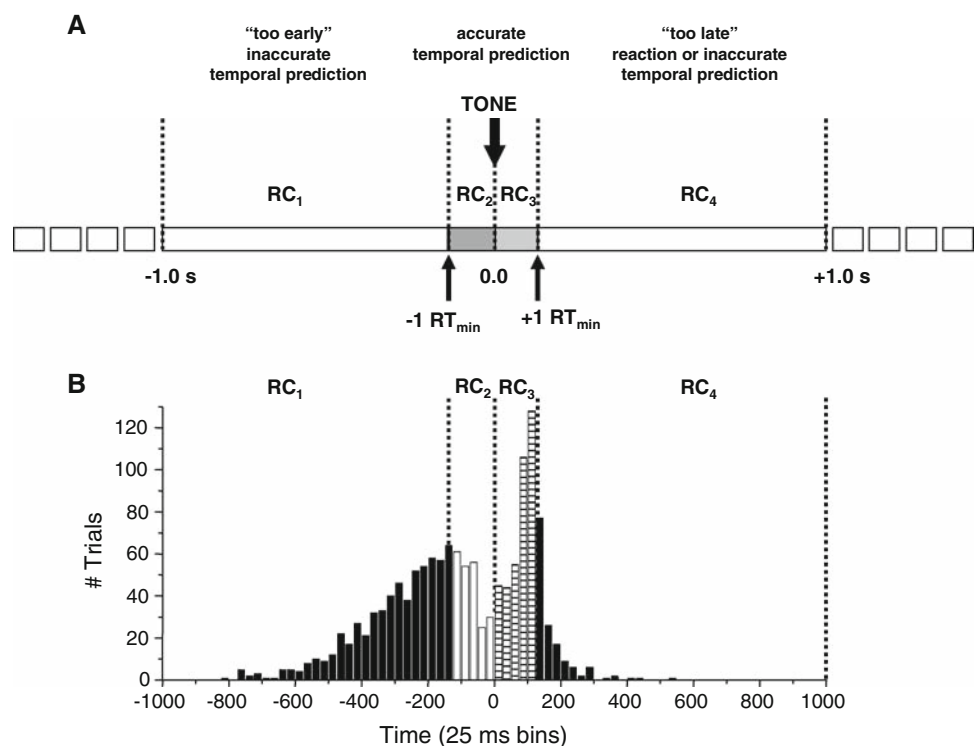 A
“too early”
inaccurate
temporal prediction
accurate
temporal prediction
“too late”
reaction or inaccurate
temporal prediction
TONE
RC1 RC2 RC3 RC4
-1.0 s 0.0 +1.0 s
-1 RTmin +1 RTmin
B
RC1 RC2 RC3 RC4
# Trials
120
100
80
60
40
20
0
-1000 -800 -600 -400 -200 0 200 400 600 800 1000
Time (25 ms bins)